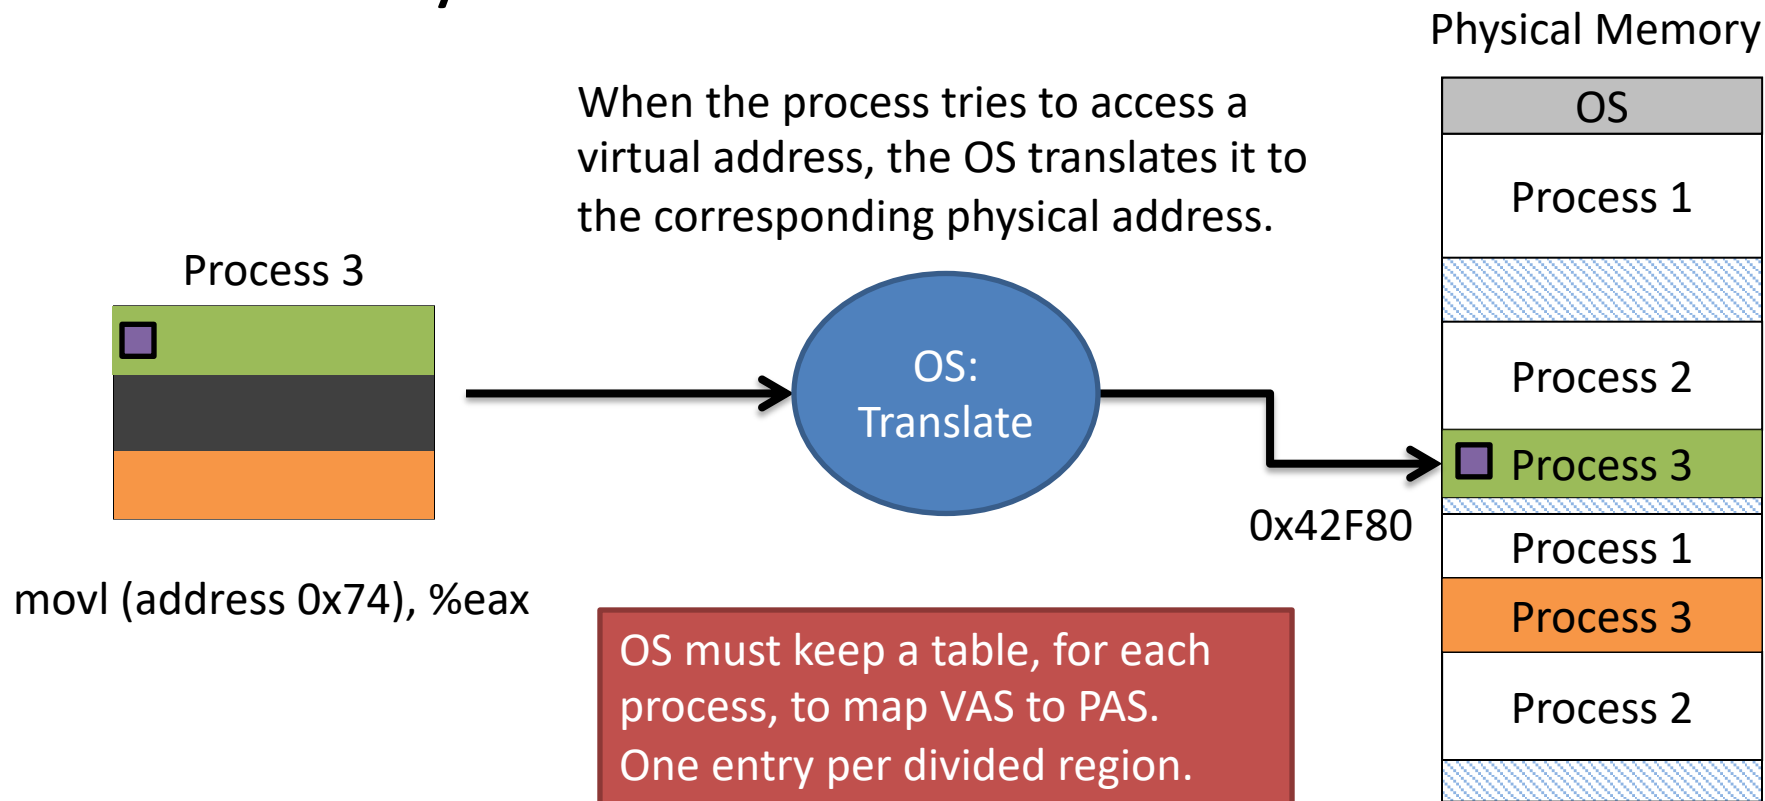 Physical Memory
When the process tries to access a
virtual address, the OS translates it to
the corresponding physical address.
Process 3
OS:
Translate
0x42F80
movl (address 0x74), %eax
OS must keep a table, for each
process, to map VAS to PAS.
One entry per divided region.
OS
Process 1
Process 2
Process 3
Process 1
Process 3
Process 2